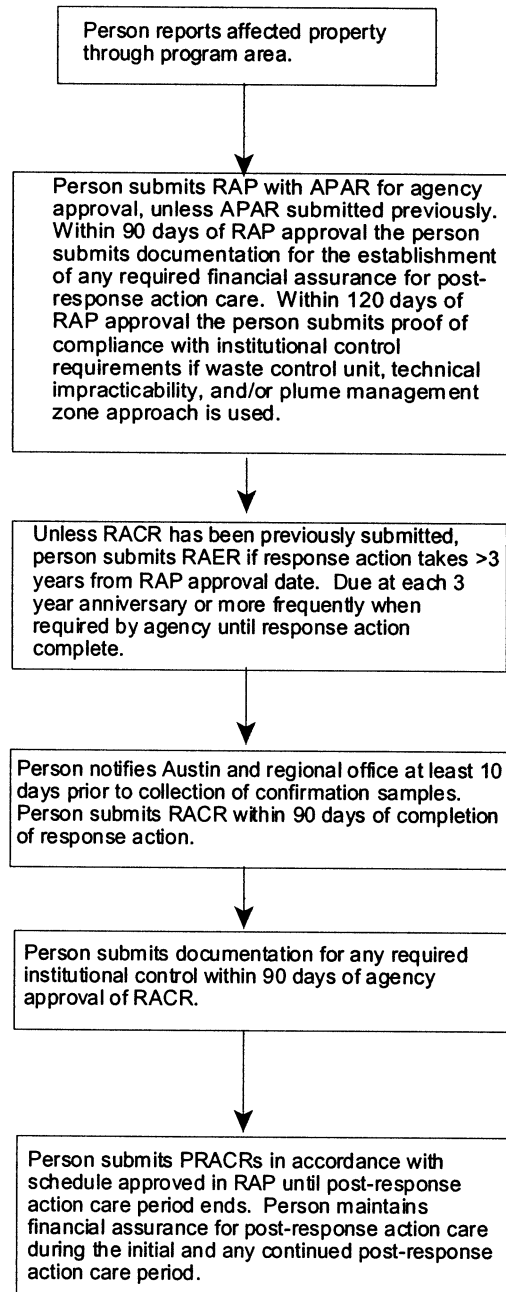 Person reports affected property
through program area.
Person submits RAP with APAR for agency
approval, unless APAR submitted previously.
Within 90 days of RAP approval the person
submits documentation for the establishment
of any required financial assurance for post-
response action care.  Within 120 days of
RAP approval the person submits proof of
compliance with institutional control
requirements if waste control unit, technical
impracticability, and/or plume management
zone approach is used.
Unless RACR has been previously submitted,
person submits RAER if response action takes >3
years from RAP approval date.  Due at each 3
year anniversary or more frequently when
required by agency until response action
complete.
Person notifies Austin and regional office at least 10
days prior to collection of confirmation samples.
Person submits RACR within 90 days of completion
of response action.
Person submits documentation for any required
institutional control within 90 days of agency
approval of RACR.
Person submits PRACRs in accordance with
schedule approved in RAP until post-response
action care period ends.  Person maintains
financial assurance for post-response action care
during the initial and any continued post-response
action care period.